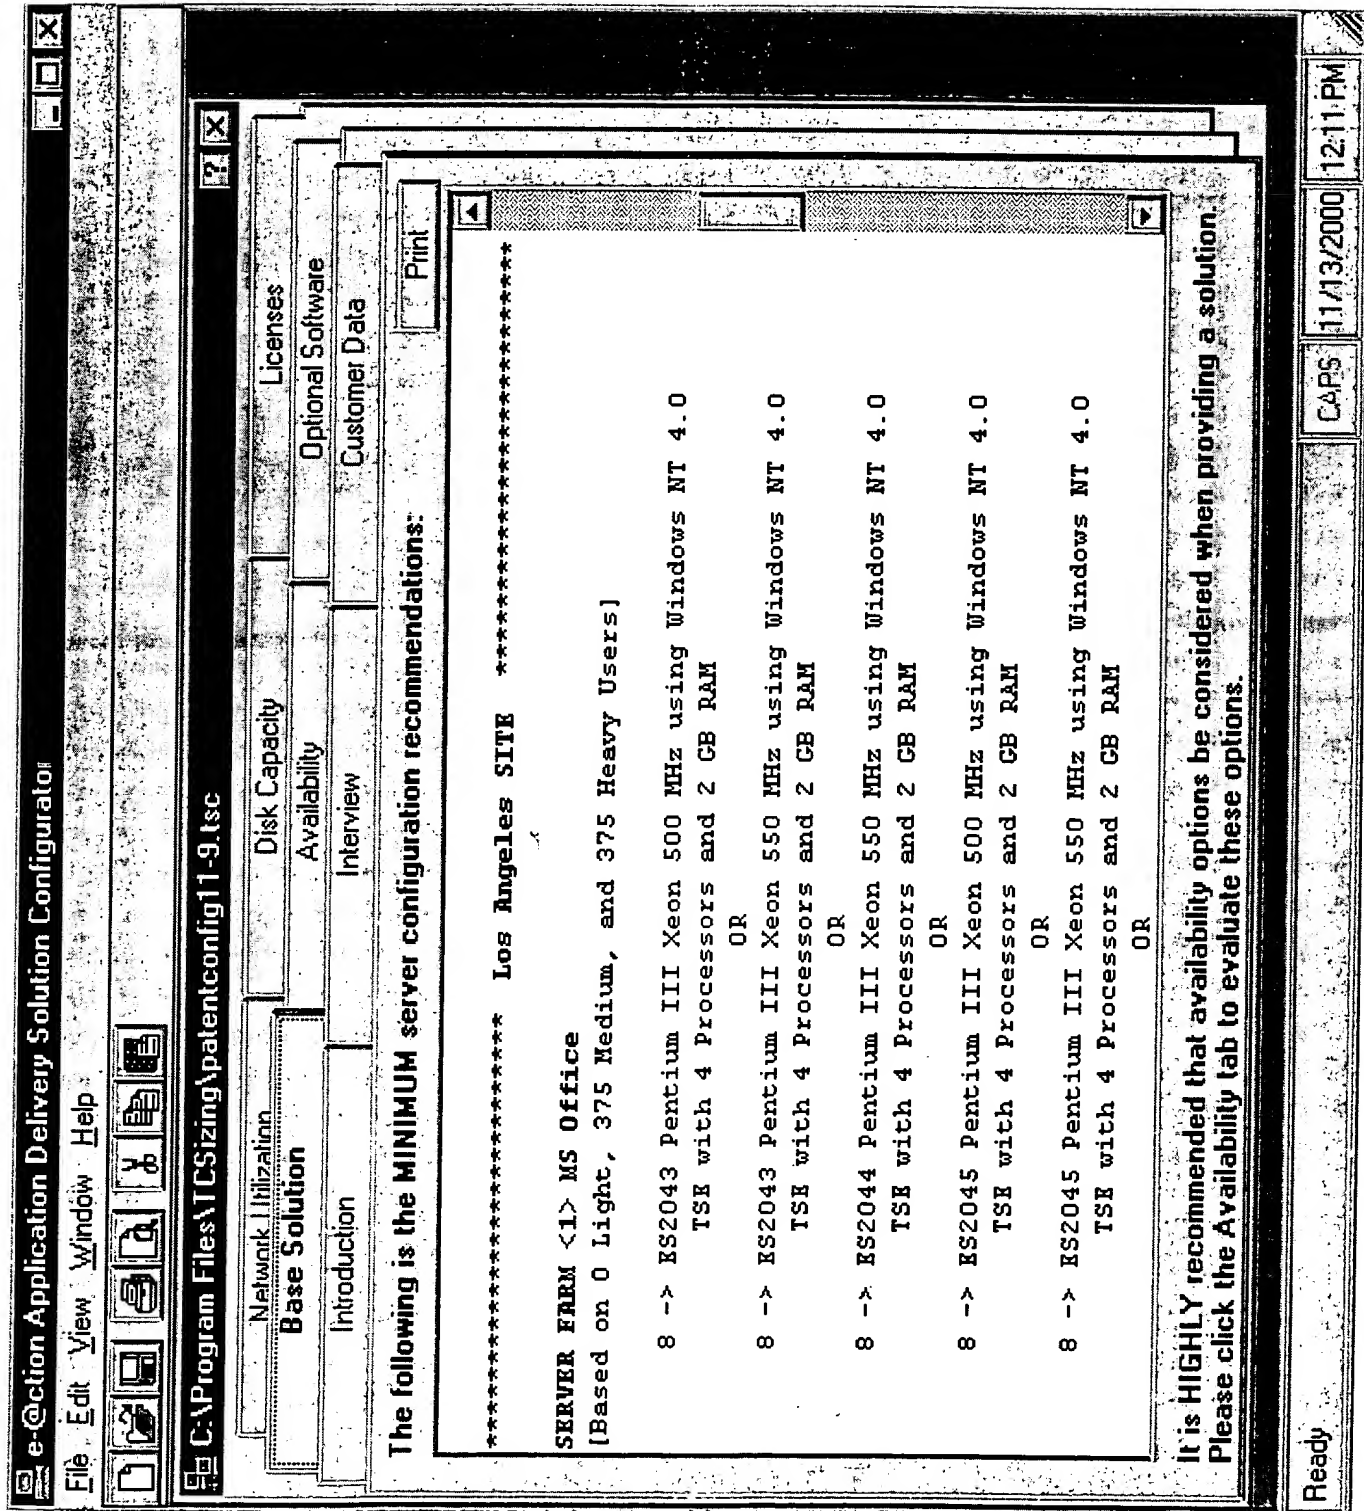 e-@ction Application Delivery Solution Configurator
File Edit View Window Help
C:\Program Files\TCSizing\patentconfig11-9.tsc
Network Utilization Disk Capacity Licenses
Base Solution Availability Optional Software
Introduction Interview Customer Data
The following is the MINIMUM server configuration recommendations: Print
**************************** Los Angeles SITE ****************************
SERVER FARM <1> MS Office
[Based on 0 Light, 375 Medium, and 375 Heavy Users]
8 -> ES2043 Pentium III Xeon 500 MHz using Windows NT 4.0
TSE with 4 Processors and 2 GB RAM
OR
8 -> ES2043 Pentium III Xeon 550 MHz using Windows NT 4.0
TSE with 4 Processors and 2 GB RAM
OR
8 -> ES2044 Pentium III Xeon 550 MHz using Windows NT 4.0
TSE with 4 Processors and 2 GB RAM
OR
8 -> ES2045 Pentium III Xeon 500 MHz using Windows NT 4.0
TSE with 4 Processors and 2 GB RAM
OR
8 -> ES2045 Pentium III Xeon 550 MHz using Windows NT 4.0
TSE with 4 Processors and 2 GB RAM
OR
It is HIGHLY recommended that availability options be considered when providing a solution.
Please click the Availability tab to evaluate these options.
Ready CAPS 11/13/2000 12:11 PM